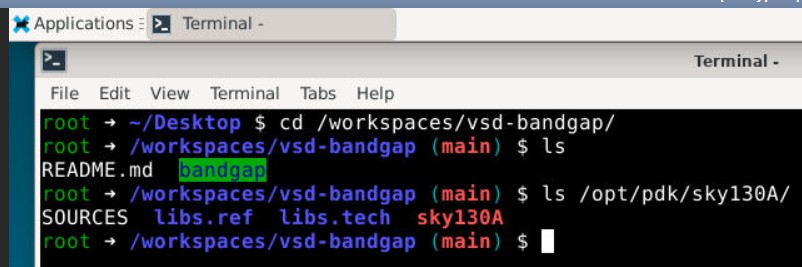 Applications Terminal -
Terminal -
File Edit View Terminal Tabs Help
root → ~/Desktop $ cd /workspaces/vsd-bandgap/
root → /workspaces/vsd-bandgap (main) $ ls
README.md bandgap
root → /workspaces/vsd-bandgap (main) $ ls /opt/pdk/sky130A/
SOURCES libs.ref libs.tech sky130A
root → /workspaces/vsd-bandgap (main) $